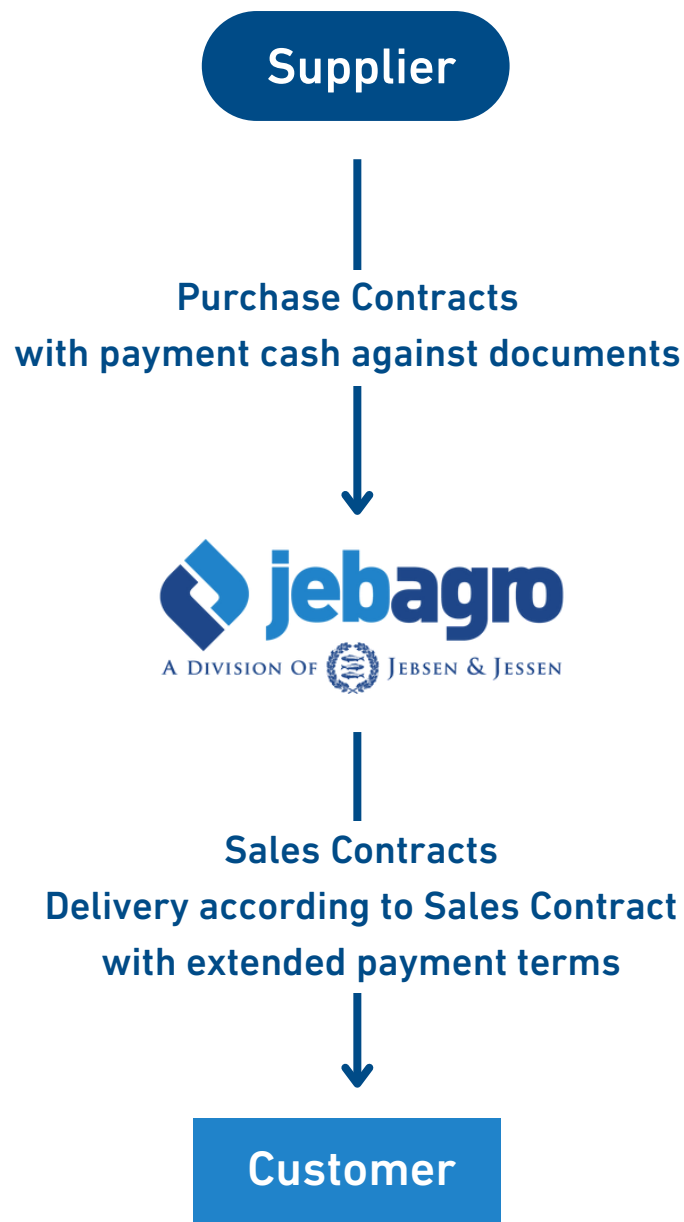 Supplier
Purchase Contracts
with payment cash against documents
jebagro
A DIVISION OF JEBSEN & JESSEN
Sales Contracts
Delivery according to Sales Contract
with extended payment terms
Customer